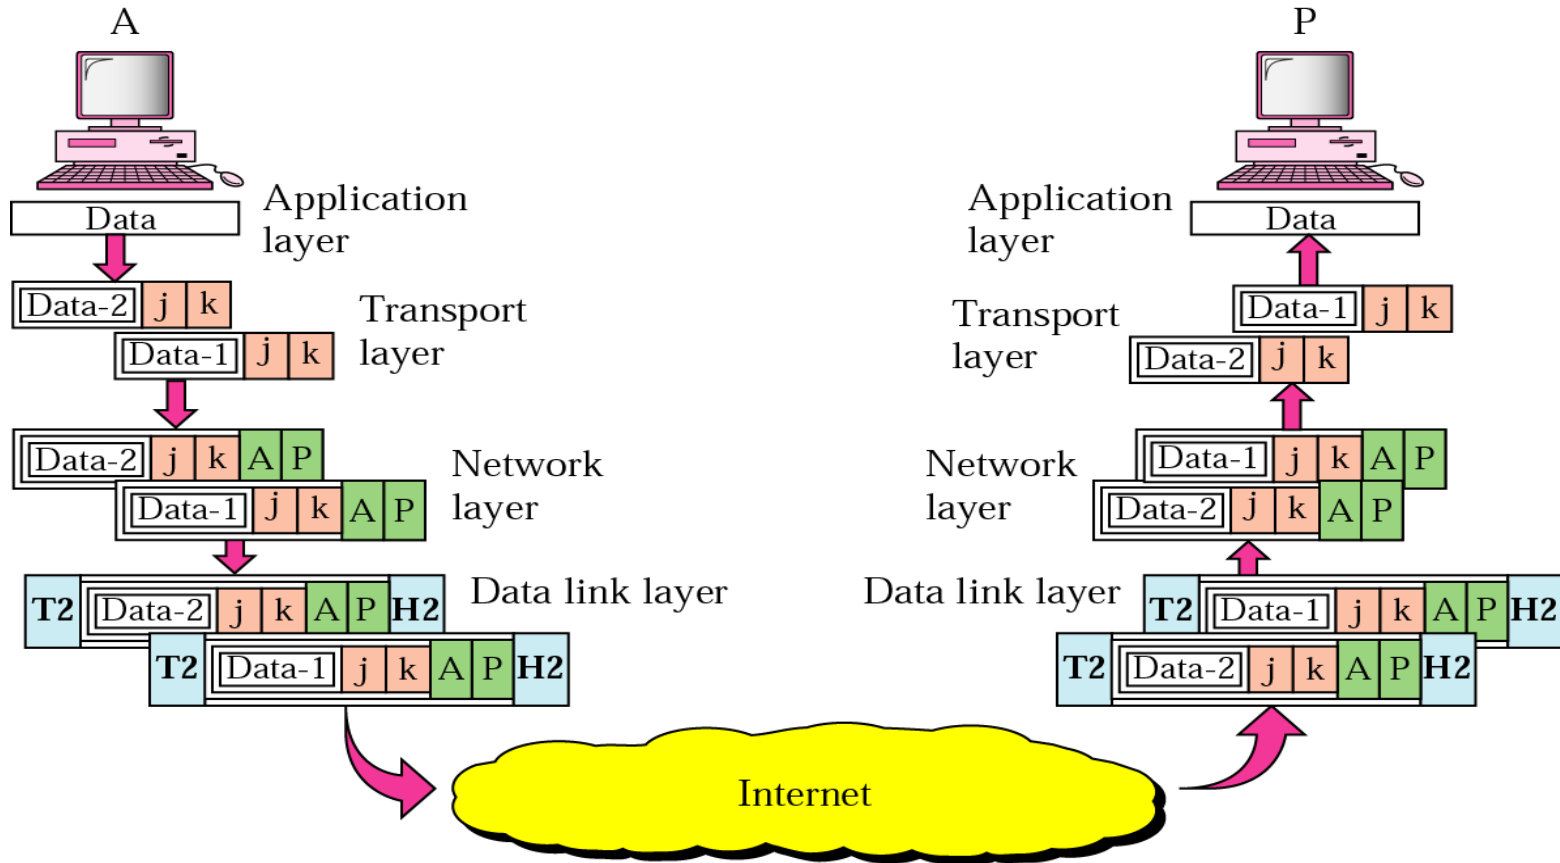 A
P
Application
layer
Data
Application
layer
Data
Data-2 j k
Data-1 j k
Transport
layer
Transport
layer
Data-1 j k
Data-2 j k
Data-2 j k A P
Data-1 j k A P
Network
layer
Network
layer
Data-1 j k A P
Data-2 j k A P
T2 Data-2 j k A P H2
T2 Data-1 j k A P H2
Data link layer
Data link layer
T2 Data-1 j k A P H2
T2 Data-2 j k A P H2
Internet